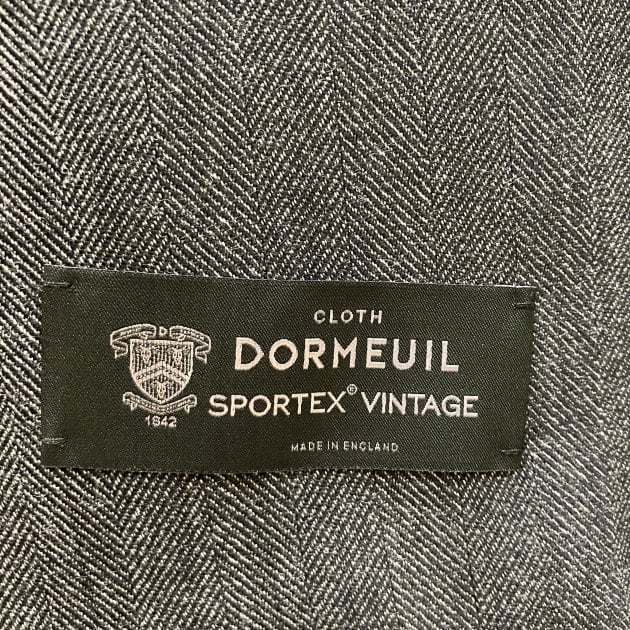 CLOTH
DORMEUIL
SPORTEX® VINTAGE
MADE IN ENGLAND
D
1842